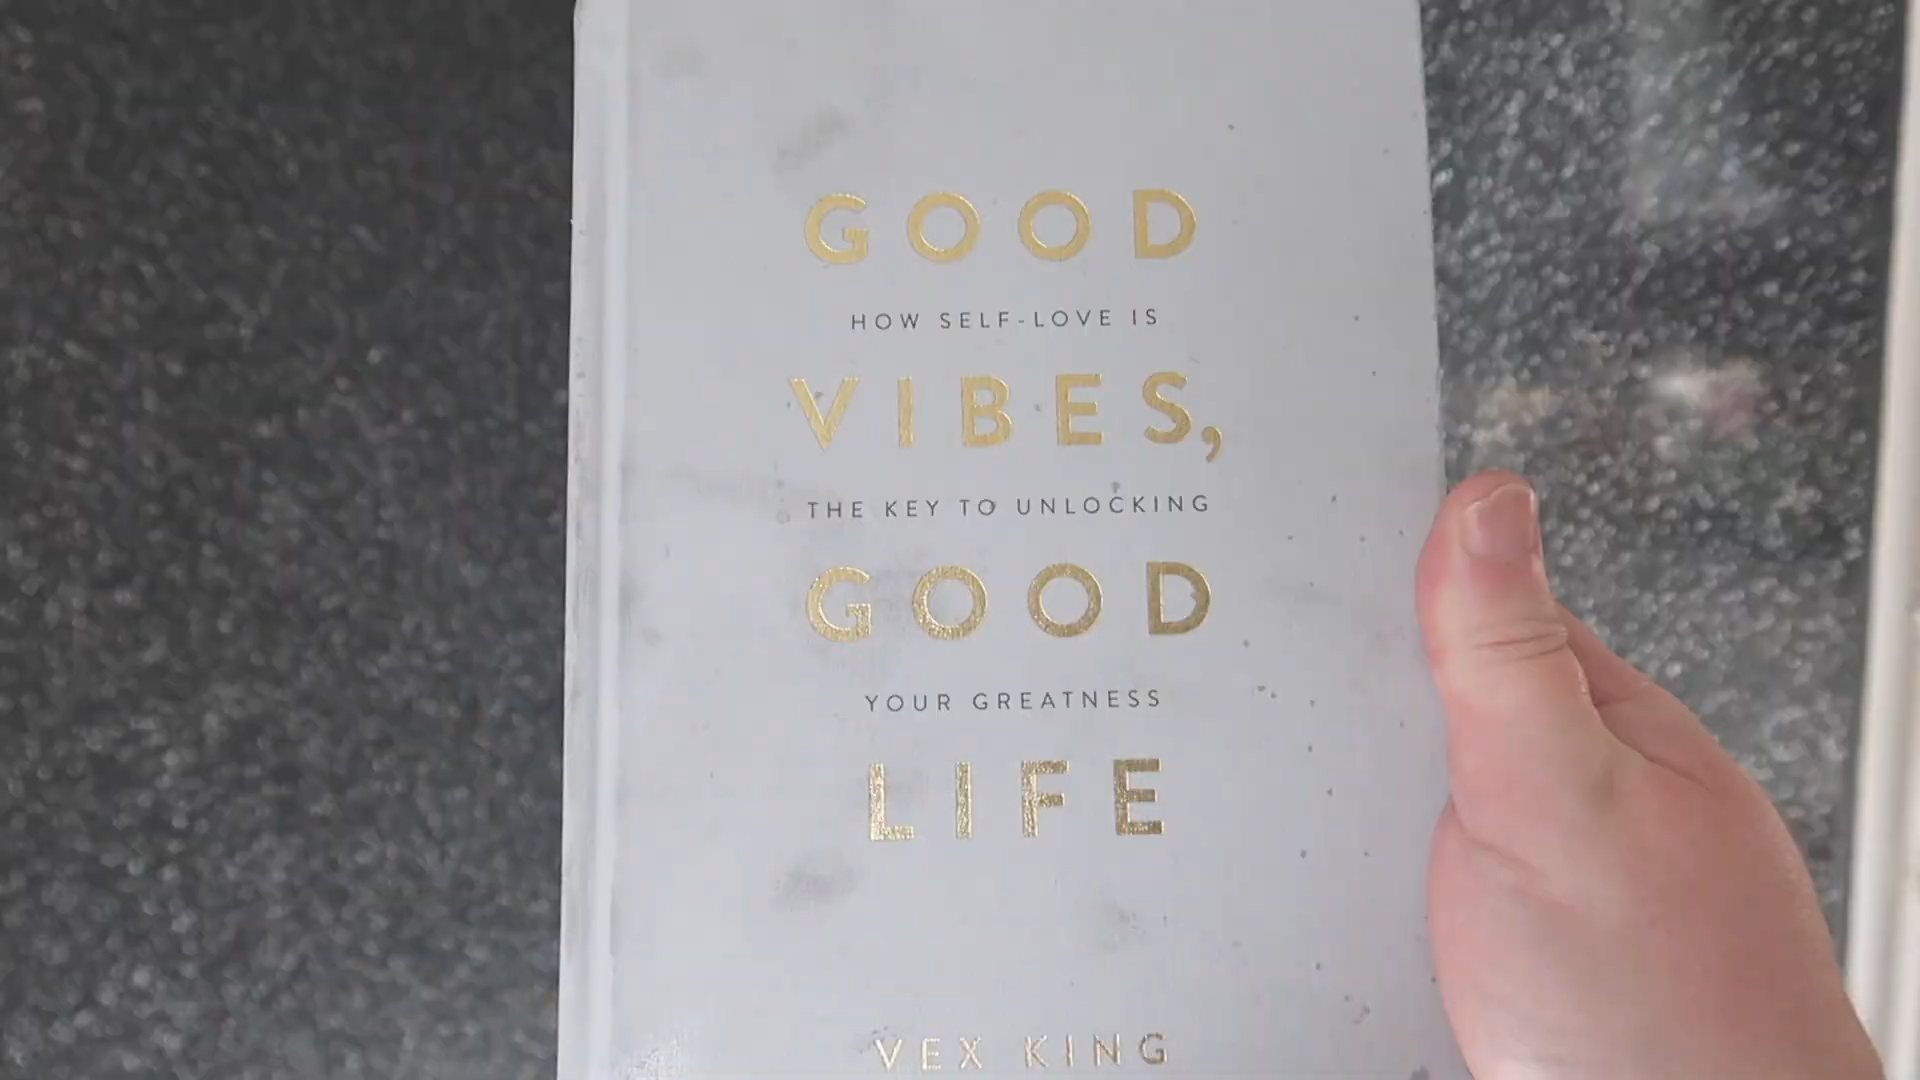 GOOD
HOW SELF-LOVE IS
VIBES,
THE KEY TO UNLOCKING
GOOD
YOUR GREATNESS
LIFE
VEX KING